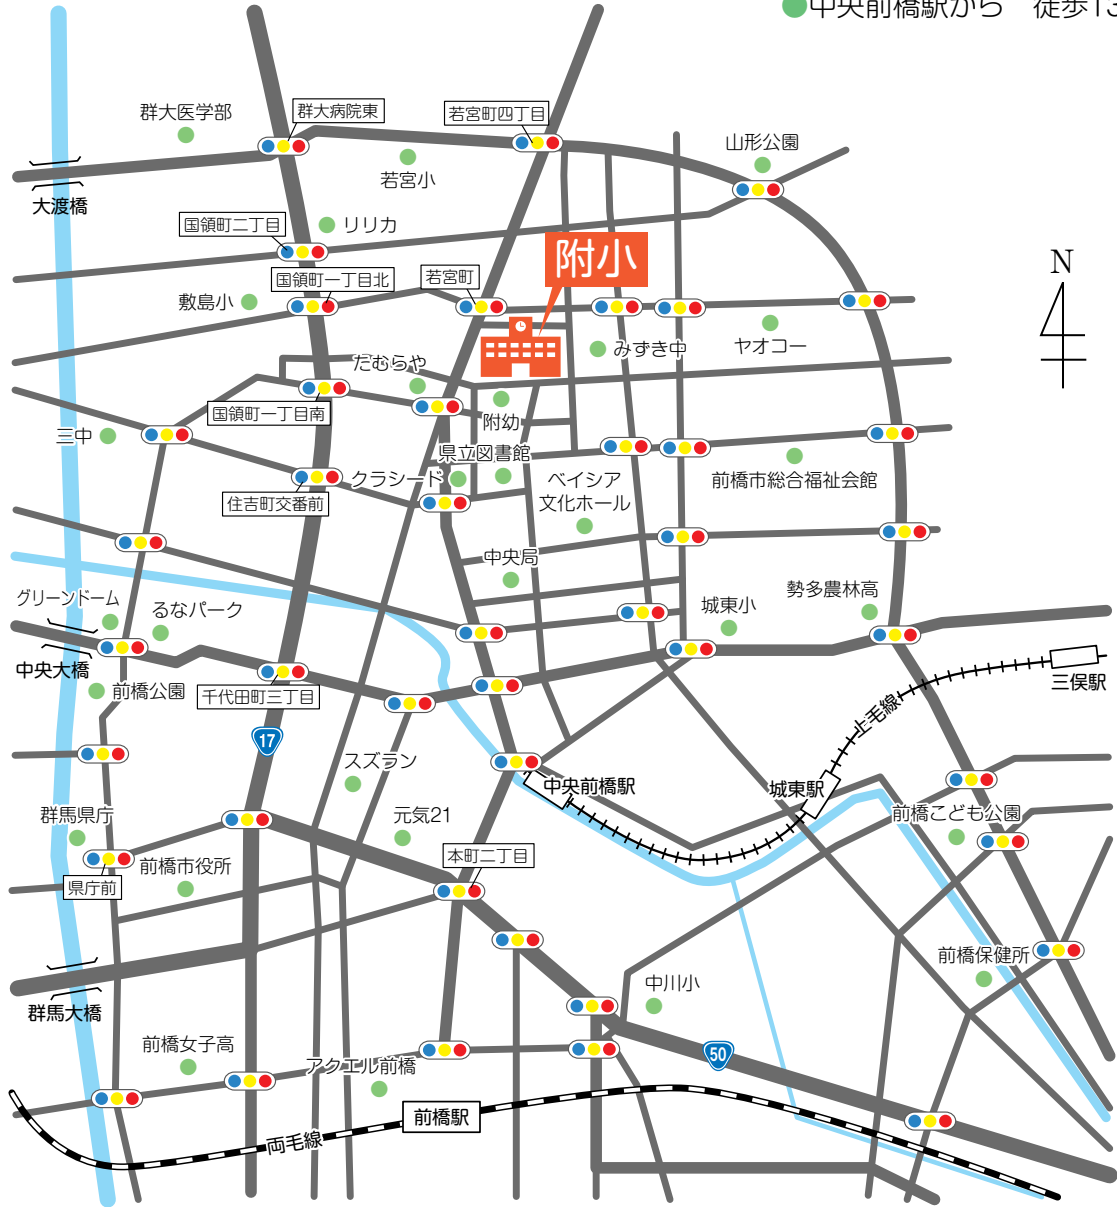 ●中央前橋駅から 徒歩13
群大医学部
群大病院東
若宮町四丁目
山形公園
若宮小
大渡橋
国領町二丁目
リリカ
附小
N
国領町一丁目北
若宮町
敷島小
みずき中
ヤオコー
たむらや
国領町一丁目南
附幼
三中
県立図書館
クラシード
ベイシア
文化ホール
前橋市総合福祉会館
住吉町交番前
中央局
グリーンドーム
るなパーク
城東小
勢多農林高
中央大橋
前橋公園
千代田町三丁目
三俣駅
上毛線
17
スズラン
中央前橋駅
城東駅
群馬県庁
元気21
前橋こども公園
本町二丁目
前橋市役所
県庁前
前橋保健所
中川小
群馬大橋
前橋女子高
アクエル前橋
50
前橋駅
両毛線